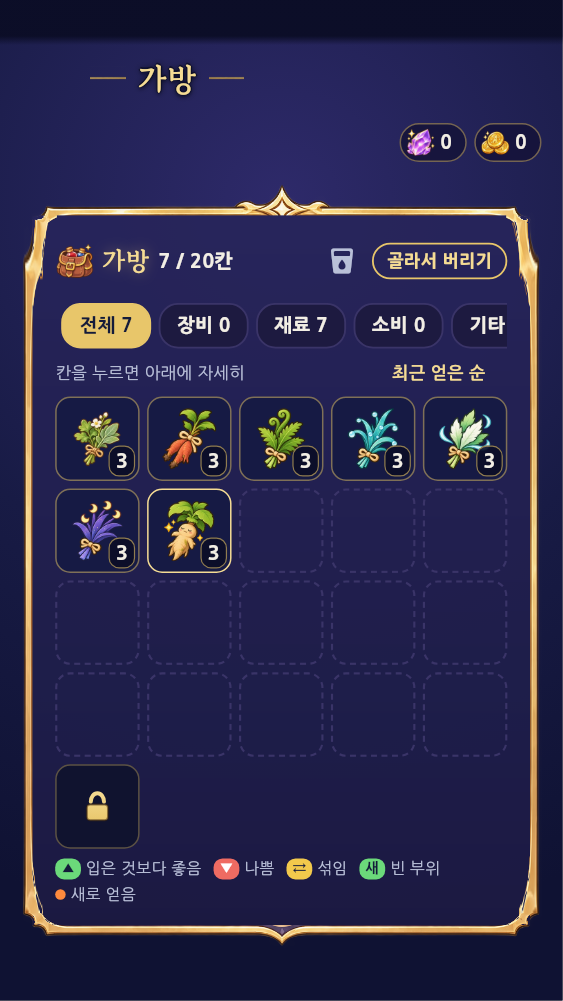 가방
0 0
가방 7 / 20칸 골라서 버리기
전체 7 장비 0 재료 7 소비 0 기타
칸을 누르면 아래에 자세히 최근 얻은 순
3 3 3 3 3
3 3
▲ 입은 것보다 좋음 ▼ 나쁨 ⇄ 섞임 새 빈 부위
새로 얻음